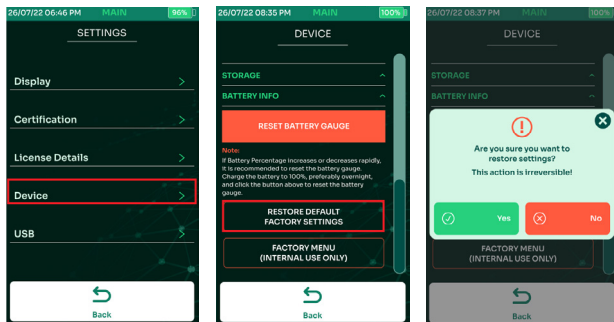 26/07/22 06:46 PM MAIN 96%
SETTINGS
Display
Certification
License Details
Device
USB
Back
26/07/22 08:35 PM MAIN 100%
DEVICE
STORAGE
BATTERY INFO
RESET BATTERY GAUGE
Note:
If Battery Percentage increases or decreases rapidly,
it is recommended to reset the battery gauge.
Charge the battery to 100%, preferably overnight,
and click the button above to reset the battery
gauge.
RESTORE DEFAULT
FACTORY SETTINGS
FACTORY MENU
(INTERNAL USE ONLY)
Back
26/07/22 08:37 PM MAIN 100%
DEVICE
STORAGE
BATTERY INFO
Are you sure you want to
restore settings?
This action is irreversible!
Yes
No
FACTORY MENU
(INTERNAL USE ONLY)
Back